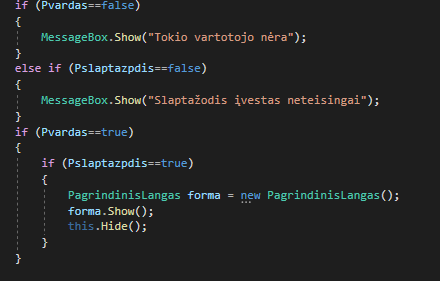 if (Pvardas==false)
{
MessageBox.Show("Tokio vartotojo nėra");
}
else if (Pslaptazpdis==false)
{
MessageBox.Show("Slaptažodis įvestas neteisingai");
}
if (Pvardas==true)
{
if (Pslaptazpdis==true)
{
PagrindinisLangas forma = new PagrindinisLangas();
forma.Show();
this.Hide();
}
}